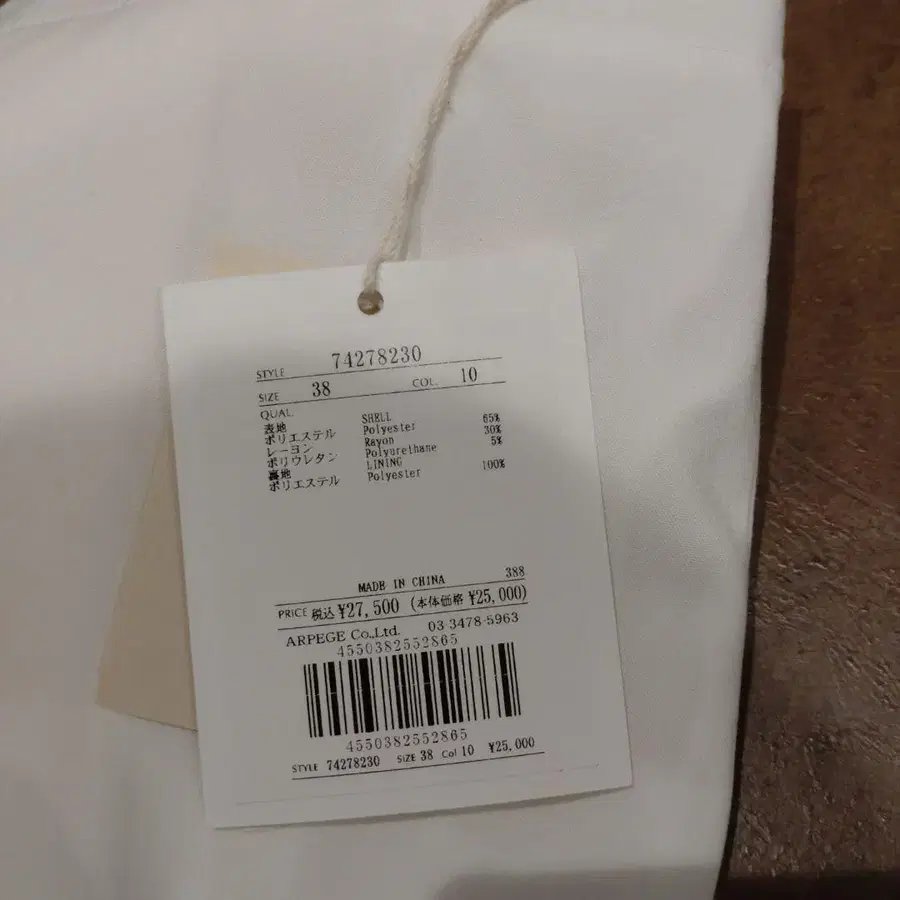 STYLE 74278230
SIZE 38 COL. 10
QUAL.
表地 SHELL
ポリエステル Polyester 65%
レーヨン Rayon 30%
ポリウレタン Polyurethane 5%
裏地 LINING
ポリエステル Polyester 100%
MADE IN CHINA 388
PRICE 税込 ¥27,500 (本体価格 ¥25,000)
ARPEGE Co.,Ltd. 03-3478-5963
4550382552865
4550382552865
STYLE 74278230 SIZE 38 Col 10 ¥25,000